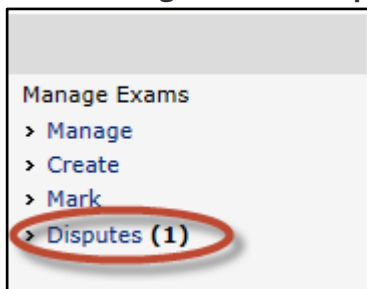 Manage Exams
› Manage
› Create
› Mark
› Disputes (1)